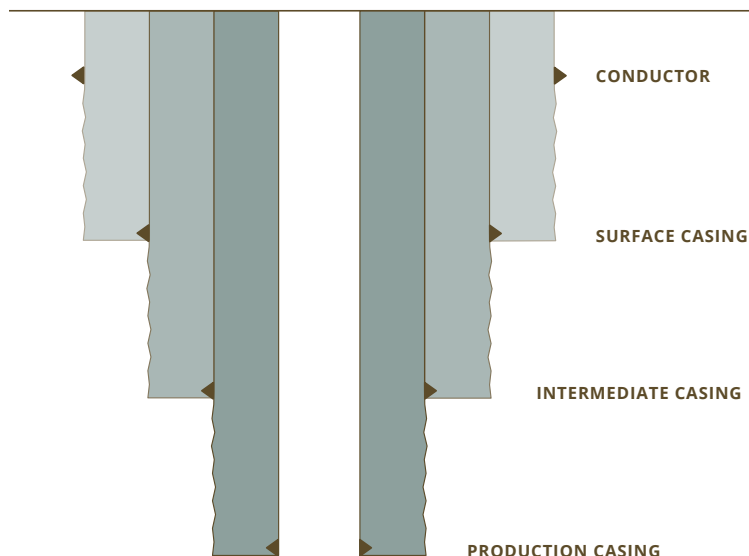 CONDUCTOR
SURFACE CASING
INTERMEDIATE CASING
PRODUCTION CASING